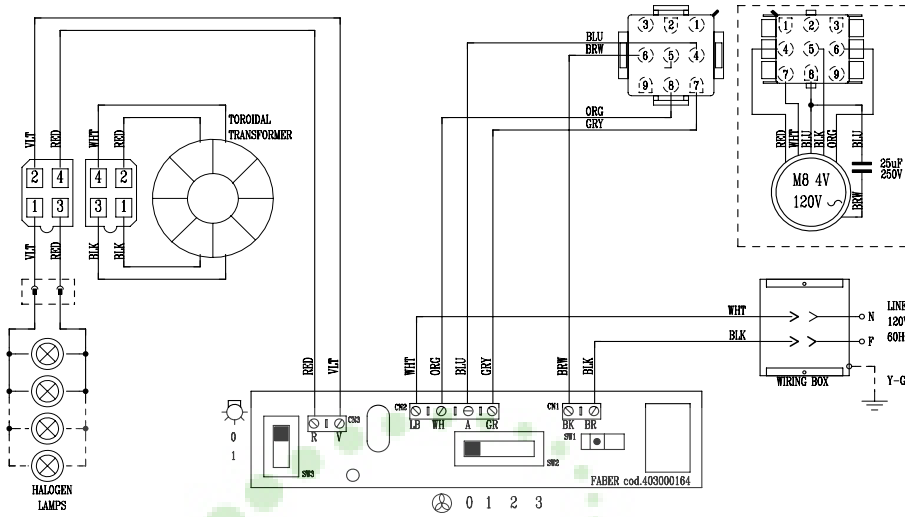 3 2 1
6 5 4
9 8 7
BLU
BRW
ORG
GRY
1 2 3
4 5 6
7 8 9
RED
WHT
BLU
BLK
ORG
BLU
BRW
25uF
250V
M8 4V
120V
VLT
RED
WHT
RED
TOROIDAL
TRANSFORMER
2 4
1 3
4 2
3 1
VLT
RED
BLK
BLK
WHT
BLK
N
F
LINE
120V
60H
WIRING BOX
Y-G
RED
VLT
WHT
ORG
BLU
GRY
BRW
BLK
0
1
SW3
CN3
R V
CN2
LB WH A GR
SW2
CN1
BK BR
SW1
FABER cod.403000164
0 1 2 3
HALOGEN
LAMPS